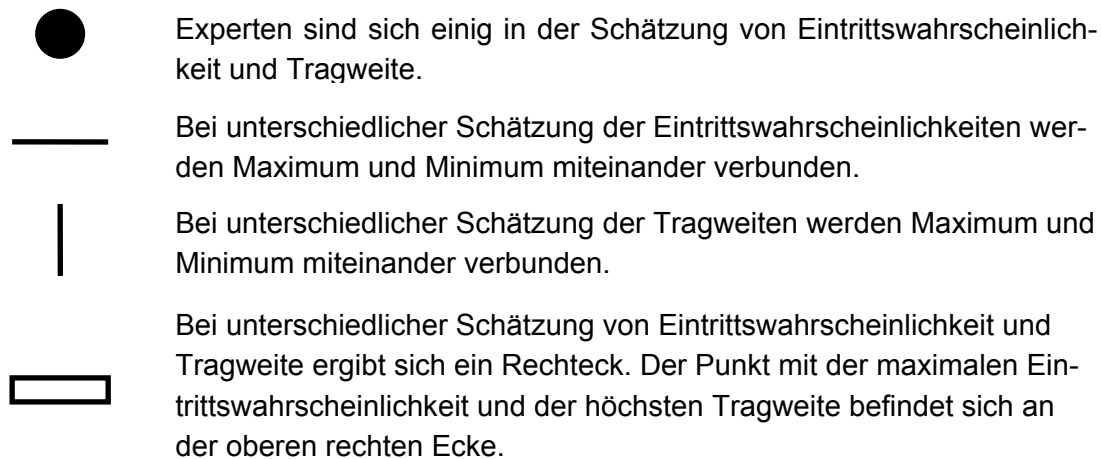 Experten sind sich einig in der Schätzung von Eintrittswahrscheinlich-
keit und Tragweite.
Bei unterschiedlicher Schätzung der Eintrittswahrscheinlichkeiten wer-
den Maximum und Minimum miteinander verbunden.
Bei unterschiedlicher Schätzung der Tragweiten werden Maximum und
Minimum miteinander verbunden.
Bei unterschiedlicher Schätzung von Eintrittswahrscheinlichkeit und
Tragweite ergibt sich ein Rechteck. Der Punkt mit der maximalen Ein-
trittswahrscheinlichkeit und der höchsten Tragweite befindet sich an
der oberen rechten Ecke.